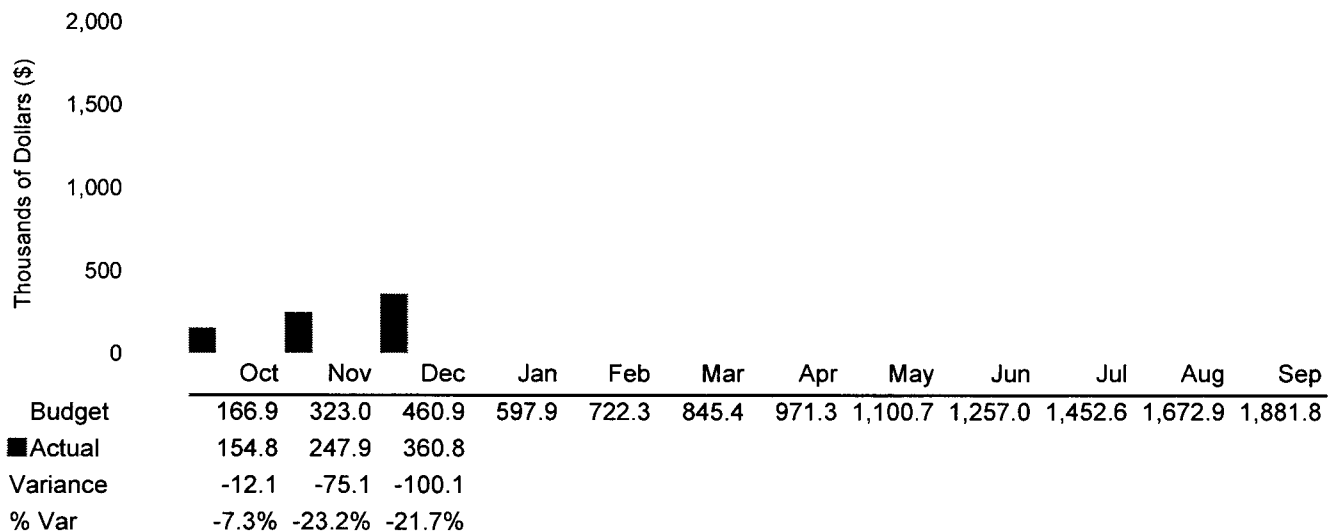 Thousands of Dollars ($)
2,000
1,500
1,000
500
0
Oct Nov Dec Jan Feb Mar Apr May Jun Jul Aug Sep
Budget 166.9 323.0 460.9 597.9 722.3 845.4 971.3 1,100.7 1,257.0 1,452.6 1,672.9 1,881.8
Actual 154.8 247.9 360.8
Variance -12.1 -75.1 -100.1
% Var -7.3% -23.2% -21.7%